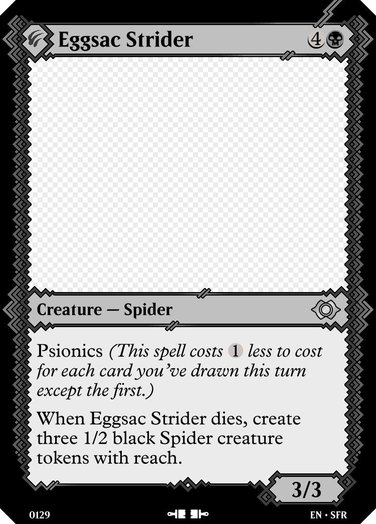 Eggsac Strider 4
Creature — Spider
Psionics (This spell costs 1 less to cost
for each card you've drawn this turn
except the first.)
When Eggsac Strider dies, create
three 1/2 black Spider creature
tokens with reach.
3/3
0129
EN • SFR